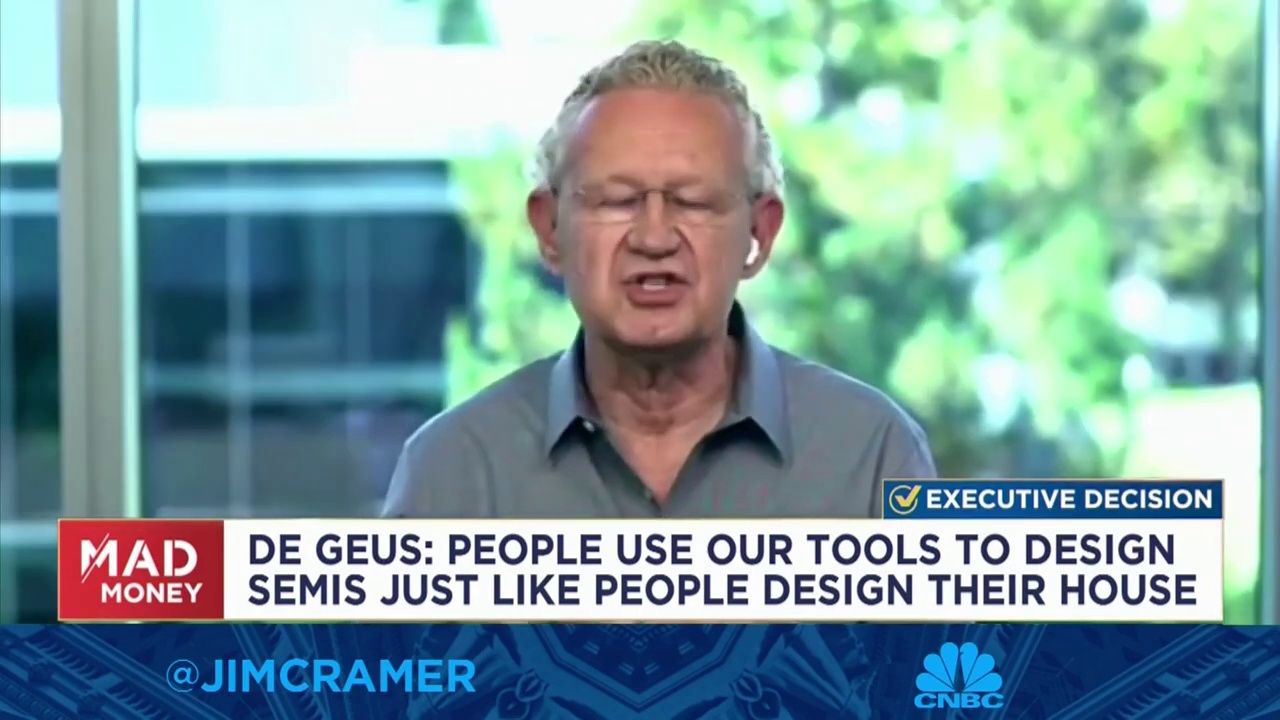 EXECUTIVE DECISION
MAD
MONEY
DE GEUS: PEOPLE USE OUR TOOLS TO DESIGN
SEMIS JUST LIKE PEOPLE DESIGN THEIR HOUSE
@JIMCRAMER
CNBC